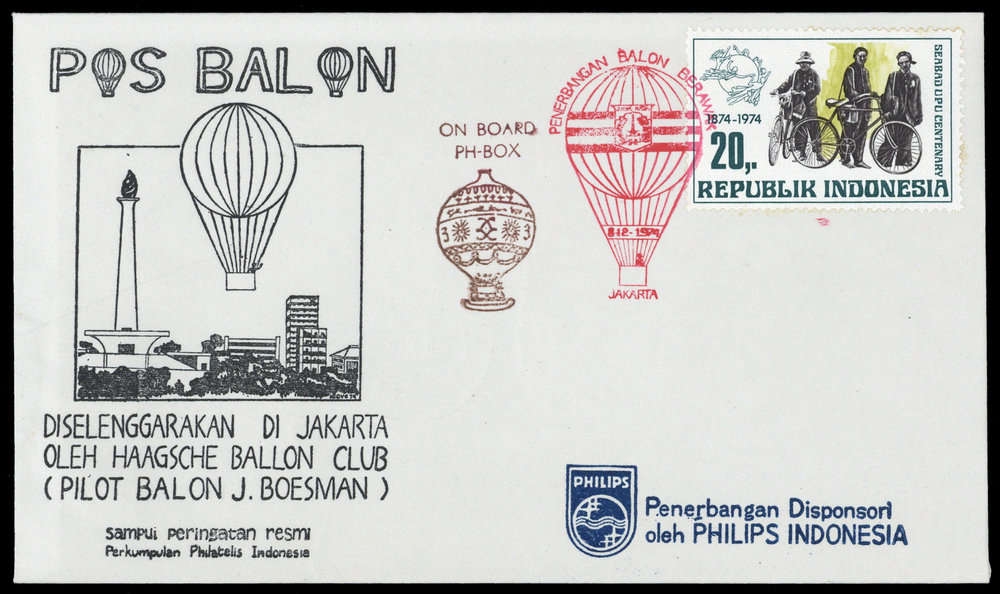 POS BALON
DISELENGGARAKAN DI JAKARTA
OLEH HAAGSCHE BALLON CLUB
( PILOT BALON J. BOESMAN )
Sampul peringatan resmi
Perkumpulan Philatelis Indonesia
ON BOARD
PH-BOX
PENERBANGAN BALON BERAWAK
8-12-1974
JAKARTA
1874-1974
20,-
REPUBLIK INDONESIA
SEABAD UPU CENTENARY
PHILIPS
Penerbangan Disponsori
oleh PHILIPS INDONESIA